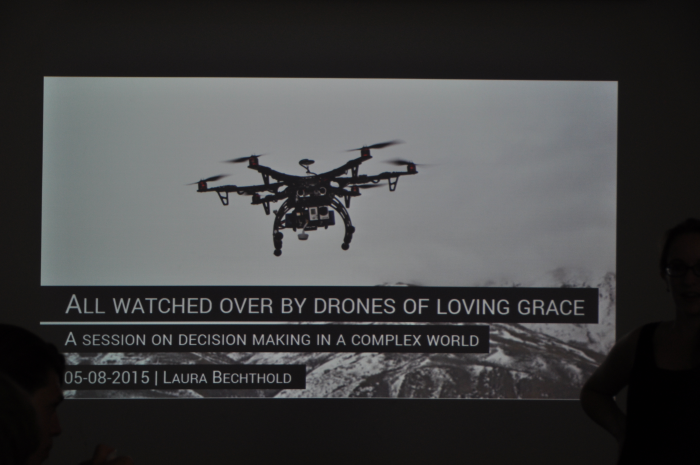 ALL WATCHED OVER BY DRONES OF LOVING GRACE
A SESSION ON DECISION MAKING IN A COMPLEX WORLD
05-08-2015 | LAURA BECHTHOLD